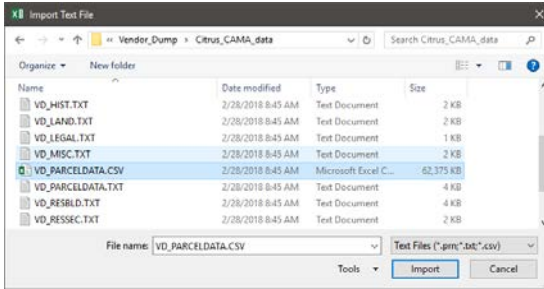 Import Text File
« Vendor_Dump > Citrus_CAMA_data
Search Citrus_CAMA_data
Organize New folder
Name Date modified Type Size
VD_HIST.TXT 2/28/2018 8:45 AM Text Document 2 KB
VD_LAND.TXT 2/28/2018 8:45 AM Text Document 2 KB
VD_LEGAL.TXT 2/28/2018 8:45 AM Text Document 1 KB
VD_MISC.TXT 2/28/2018 8:45 AM Text Document 2 KB
VD_PARCELDATA.CSV 2/28/2018 8:45 AM Microsoft Excel C... 62,375 KB
VD_PARCELDATA.TXT 2/28/2018 8:45 AM Text Document 4 KB
VD_RESBLD.TXT 2/28/2018 8:45 AM Text Document 4 KB
VD_RESSEC.TXT 2/28/2018 8:45 AM Text Document 2 KB
File name: VD_PARCELDATA.CSV Text Files (*.prn;*.txt;*.csv)
Tools Import Cancel